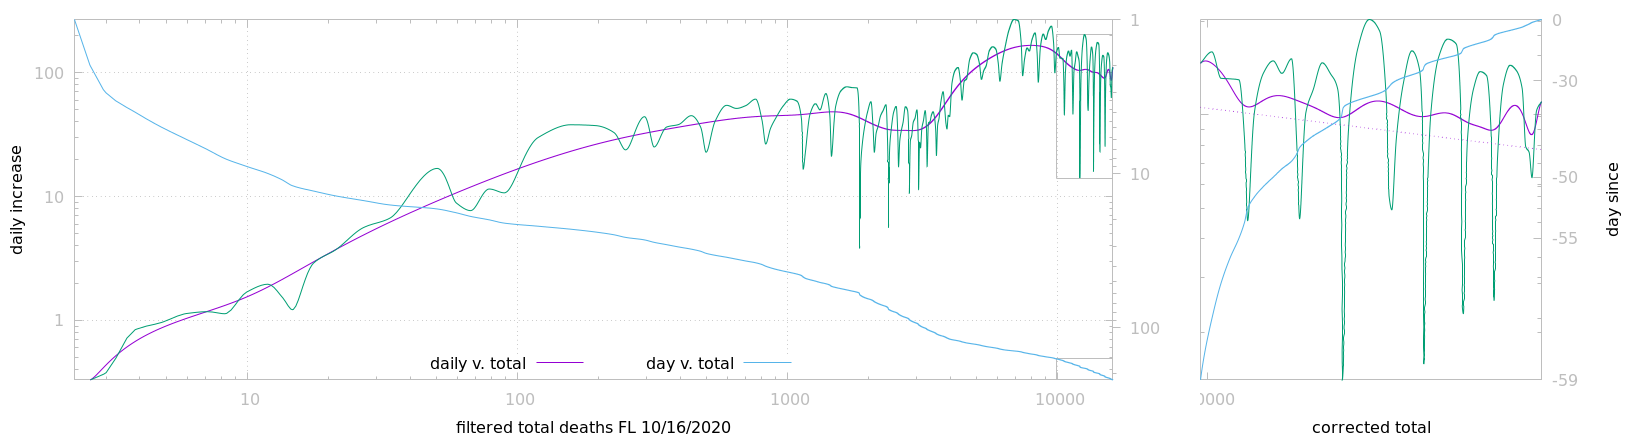 daily increase
100
10
1
daily v. total
day v. total
10
100
1000
10000
filtered total deaths FL 10/16/2020
1
10
100
0
-30
-50
-55
-59
day since
0000
corrected total